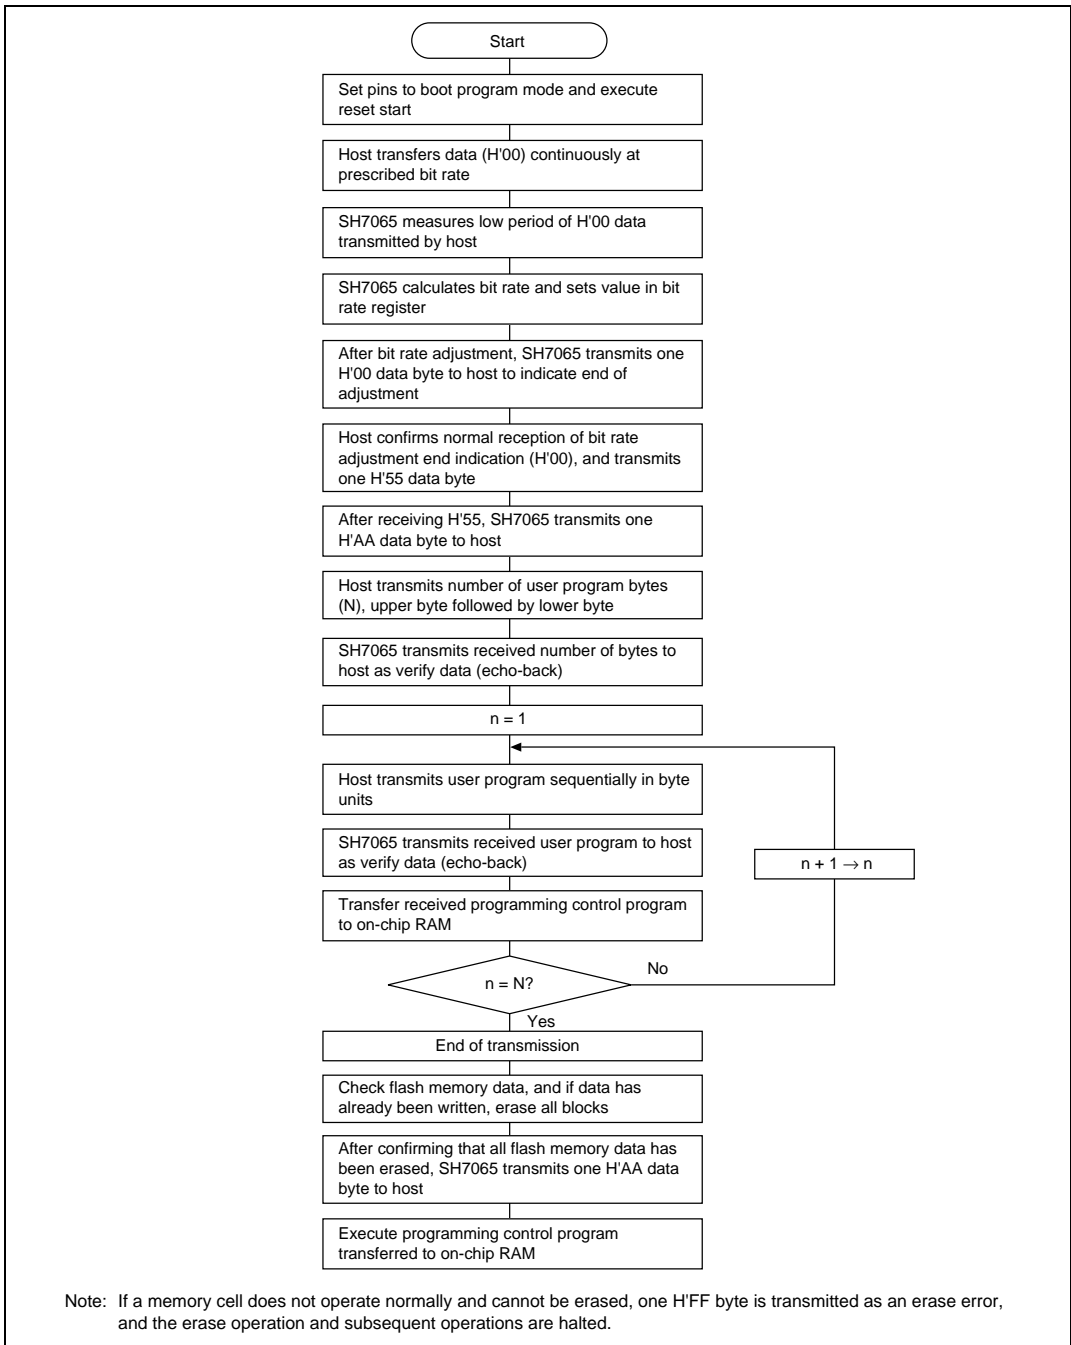 Start
Set pins to boot program mode and execute
reset start
Host transfers data (H'00) continuously at
prescribed bit rate
SH7065 measures low period of H'00 data
transmitted by host
SH7065 calculates bit rate and sets value in bit
rate register
After bit rate adjustment, SH7065 transmits one
H'00 data byte to host to indicate end of
adjustment
Host confirms normal reception of bit rate
adjustment end indication (H'00), and transmits
one H'55 data byte
After receiving H'55, SH7065 transmits one
H'AA data byte to host
Host transmits number of user program bytes
(N), upper byte followed by lower byte
SH7065 transmits received number of bytes to
host as verify data (echo-back)
n = 1
Host transmits user program sequentially in byte
units
SH7065 transmits received user program to host
as verify data (echo-back)
n + 1 → n
Transfer received programming control program
to on-chip RAM
n = N?
No
Yes
End of transmission
Check flash memory data, and if data has
already been written, erase all blocks
After confirming that all flash memory data has
been erased, SH7065 transmits one H'AA data
byte to host
Execute programming control program
transferred to on-chip RAM
Note: If a memory cell does not operate normally and cannot be erased, one H'FF byte is transmitted as an erase error,
and the erase operation and subsequent operations are halted.